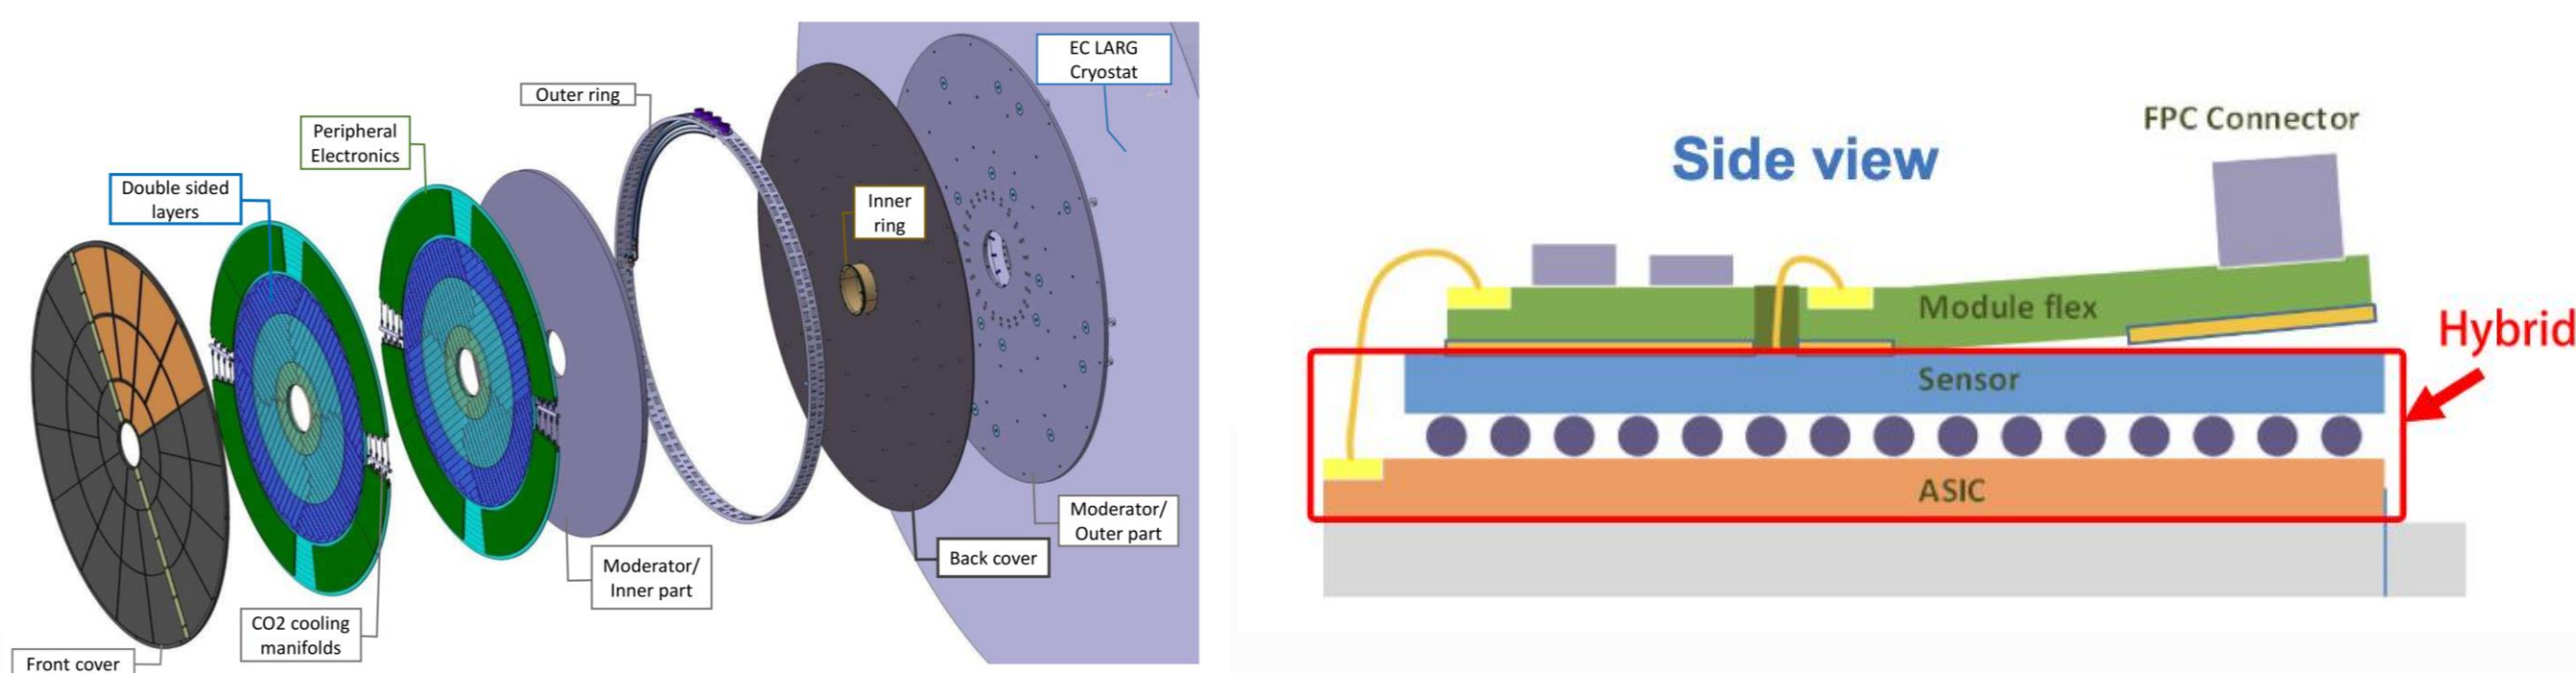 EC LARG
Cryostat
Outer ring
Peripheral
Electronics
Double sided
layers
Inner
ring
Moderator/
Outer part
Back cover
Moderator/
Inner part
CO2 cooling
manifolds
Front cover
Side view
FPC Connector
Module flex
Hybrid
Sensor
ASIC